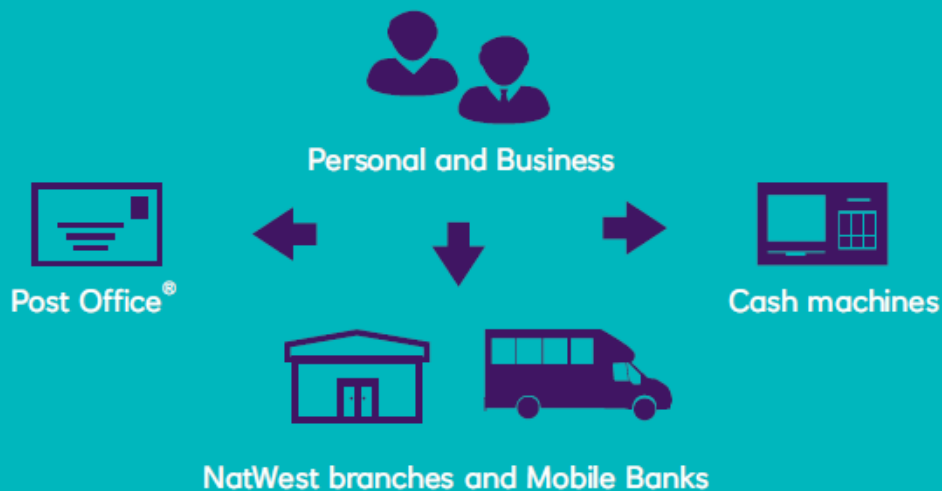 Personal and Business
Post Office®
Cash machines
NatWest branches and Mobile Banks